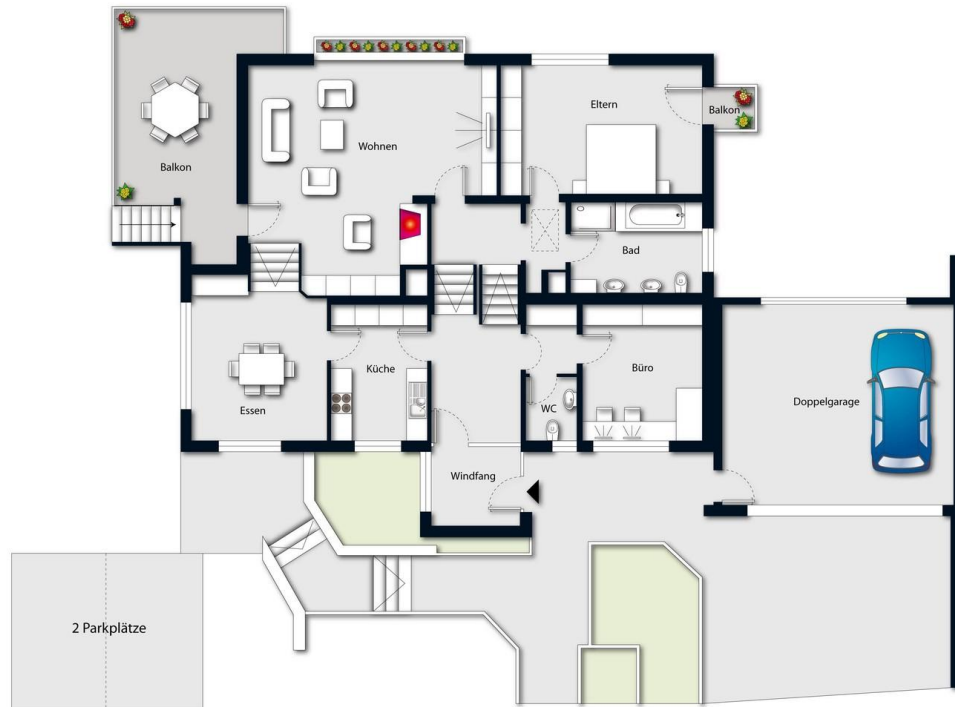 Eltern
Balkon
Wohnen
Balkon
Bad
Küche
Büro
Essen
WC
Doppelgarage
Windfang
2 Parkplätze